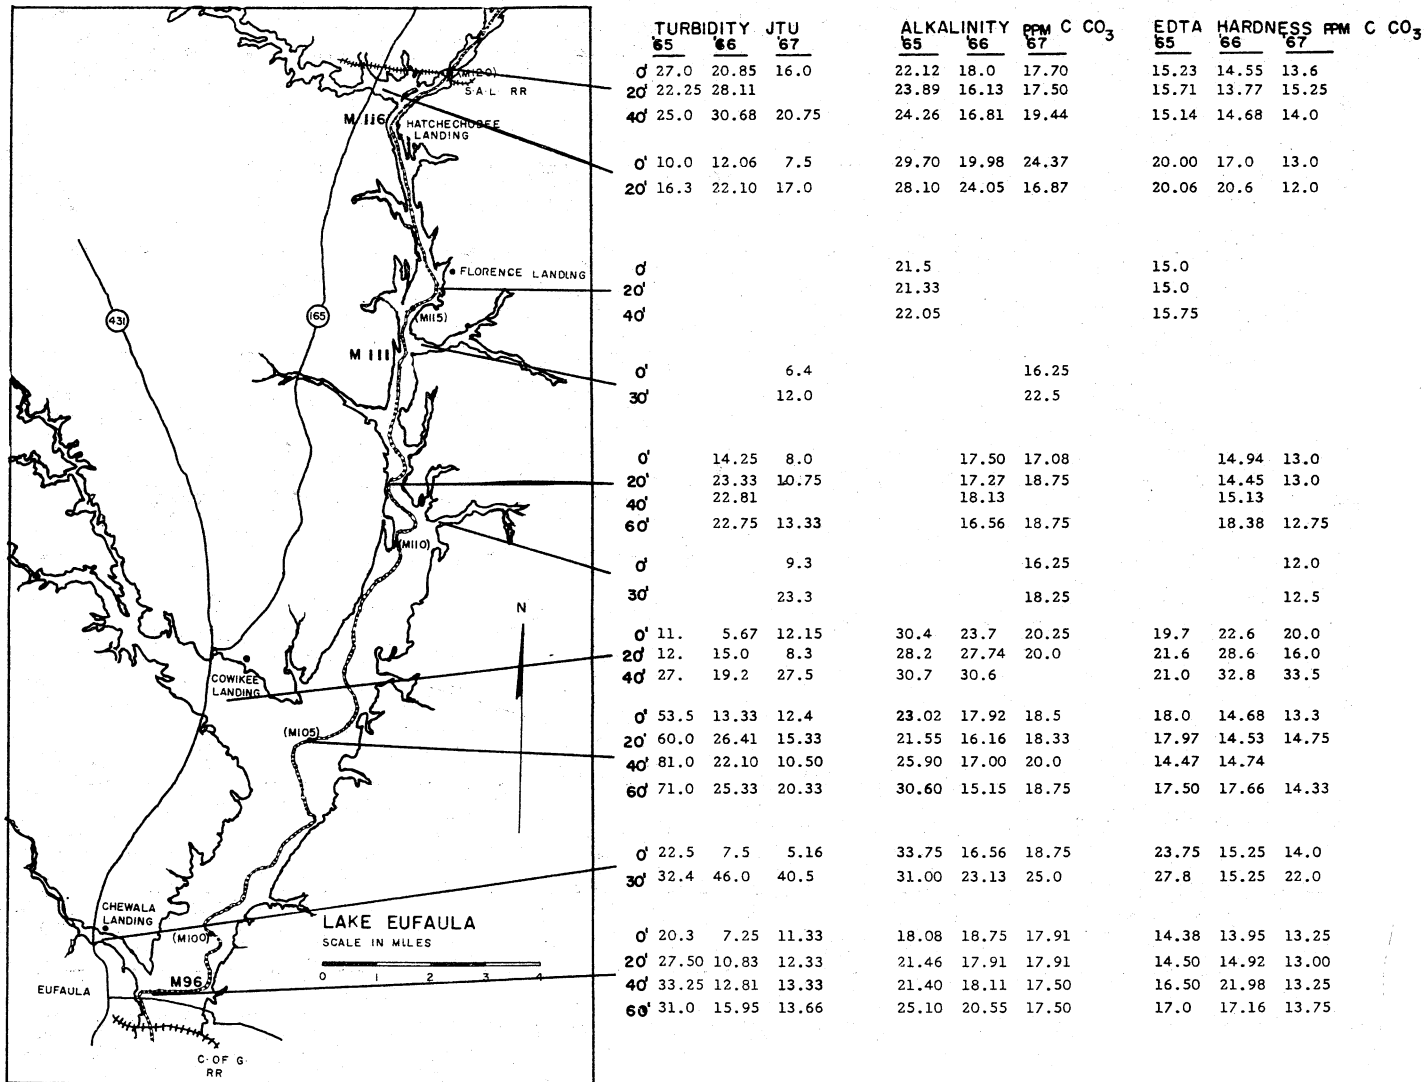 TURBIDITY JTU ALKALINITY PPM C CO3 EDTA HARDNESS PPM C CO3
'65 '66 '67 '65 '66 '67 '65 '66 '67
0' 27.0 20.85 16.0 22.12 18.0 17.70 15.23 14.55 13.6
20' 22.25 28.11 23.89 16.13 17.50 15.71 13.77 15.25
40' 25.0 30.68 20.75 24.26 16.81 19.44 15.14 14.68 14.0
0' 10.0 12.06 7.5 29.70 19.98 24.37 20.00 17.0 13.0
20' 16.3 22.10 17.0 28.10 24.05 16.87 20.06 20.6 12.0
0' 21.5 15.0
20' 21.33 15.0
40' 22.05 15.75
0' 6.4 16.25
30' 12.0 22.5
0' 14.25 8.0 17.50 17.08 14.94 13.0
20' 23.33 10.75 17.27 18.75 14.45 13.0
40' 22.81 18.13 15.13
60' 22.75 13.33 16.56 18.75 18.38 12.75
0' 9.3 16.25 12.0
30' 23.3 18.25 12.5
0' 11. 5.67 12.15 30.4 23.7 20.25 19.7 22.6 20.0
20' 12. 15.0 8.3 28.2 27.74 20.0 21.6 28.6 16.0
40' 27. 19.2 27.5 30.7 30.6 21.0 32.8 33.5
0' 53.5 13.33 12.4 23.02 17.92 18.5 18.0 14.68 13.3
20' 60.0 26.41 15.33 21.55 16.16 18.33 17.97 14.53 14.75
40' 81.0 22.10 10.50 25.90 17.00 20.0 14.47 14.74
60' 71.0 25.33 20.33 30.60 15.15 18.75 17.50 17.66 14.33
0' 22.5 7.5 5.16 33.75 16.56 18.75 23.75 15.25 14.0
30' 32.4 46.0 40.5 31.00 23.13 25.0 27.8 15.25 22.0
0' 20.3 7.25 11.33 18.08 18.75 17.91 14.38 13.95 13.25
20' 27.50 10.83 12.33 21.46 17.91 17.91 14.50 14.92 13.00
40' 33.25 12.81 13.33 21.40 18.11 17.50 16.50 21.98 13.25
60' 31.0 15.95 13.66 25.10 20.55 17.50 17.0 17.16 13.75
(M120)
S.A.L. RR
M 116
HATCHECHUBEE
LANDING
FLORENCE LANDING
431
165
(M115)
M 111
(M110)
N
COWIKEE
LANDING
(M105)
CHEWALA
LANDING
(M100)
LAKE EUFAULA
SCALE IN MILES
0 1 2 3 4
M96
EUFAULA
C. OF G.
RR